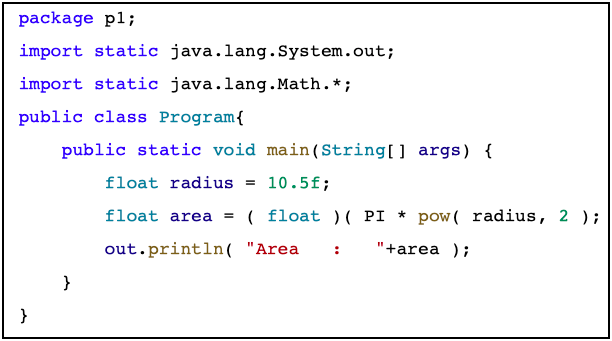 package p1;
import static java.lang.System.out;
import static java.lang.Math.*;
public class Program{
    public static void main(String[] args) {
        float radius = 10.5f;
        float area = ( float )( PI * pow( radius, 2 );
        out.println( "Area   :   "+area );
    }
}